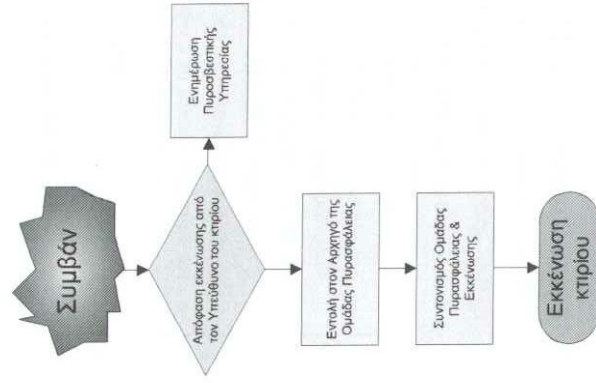 Συμβάν
Απόφαση εκκένωσης από
τον Υπεύθυνο του κτιρίου
Ενημέρωση
Πυροσβεστικής
Υπηρεσίας
Εντολή στον Αρχηγό της
Ομάδας Πυρασφάλειας
Συντονισμός Ομάδας
Πυρασφάλειας &
Εκκένωσης
Εκκένωση
κτιρίου